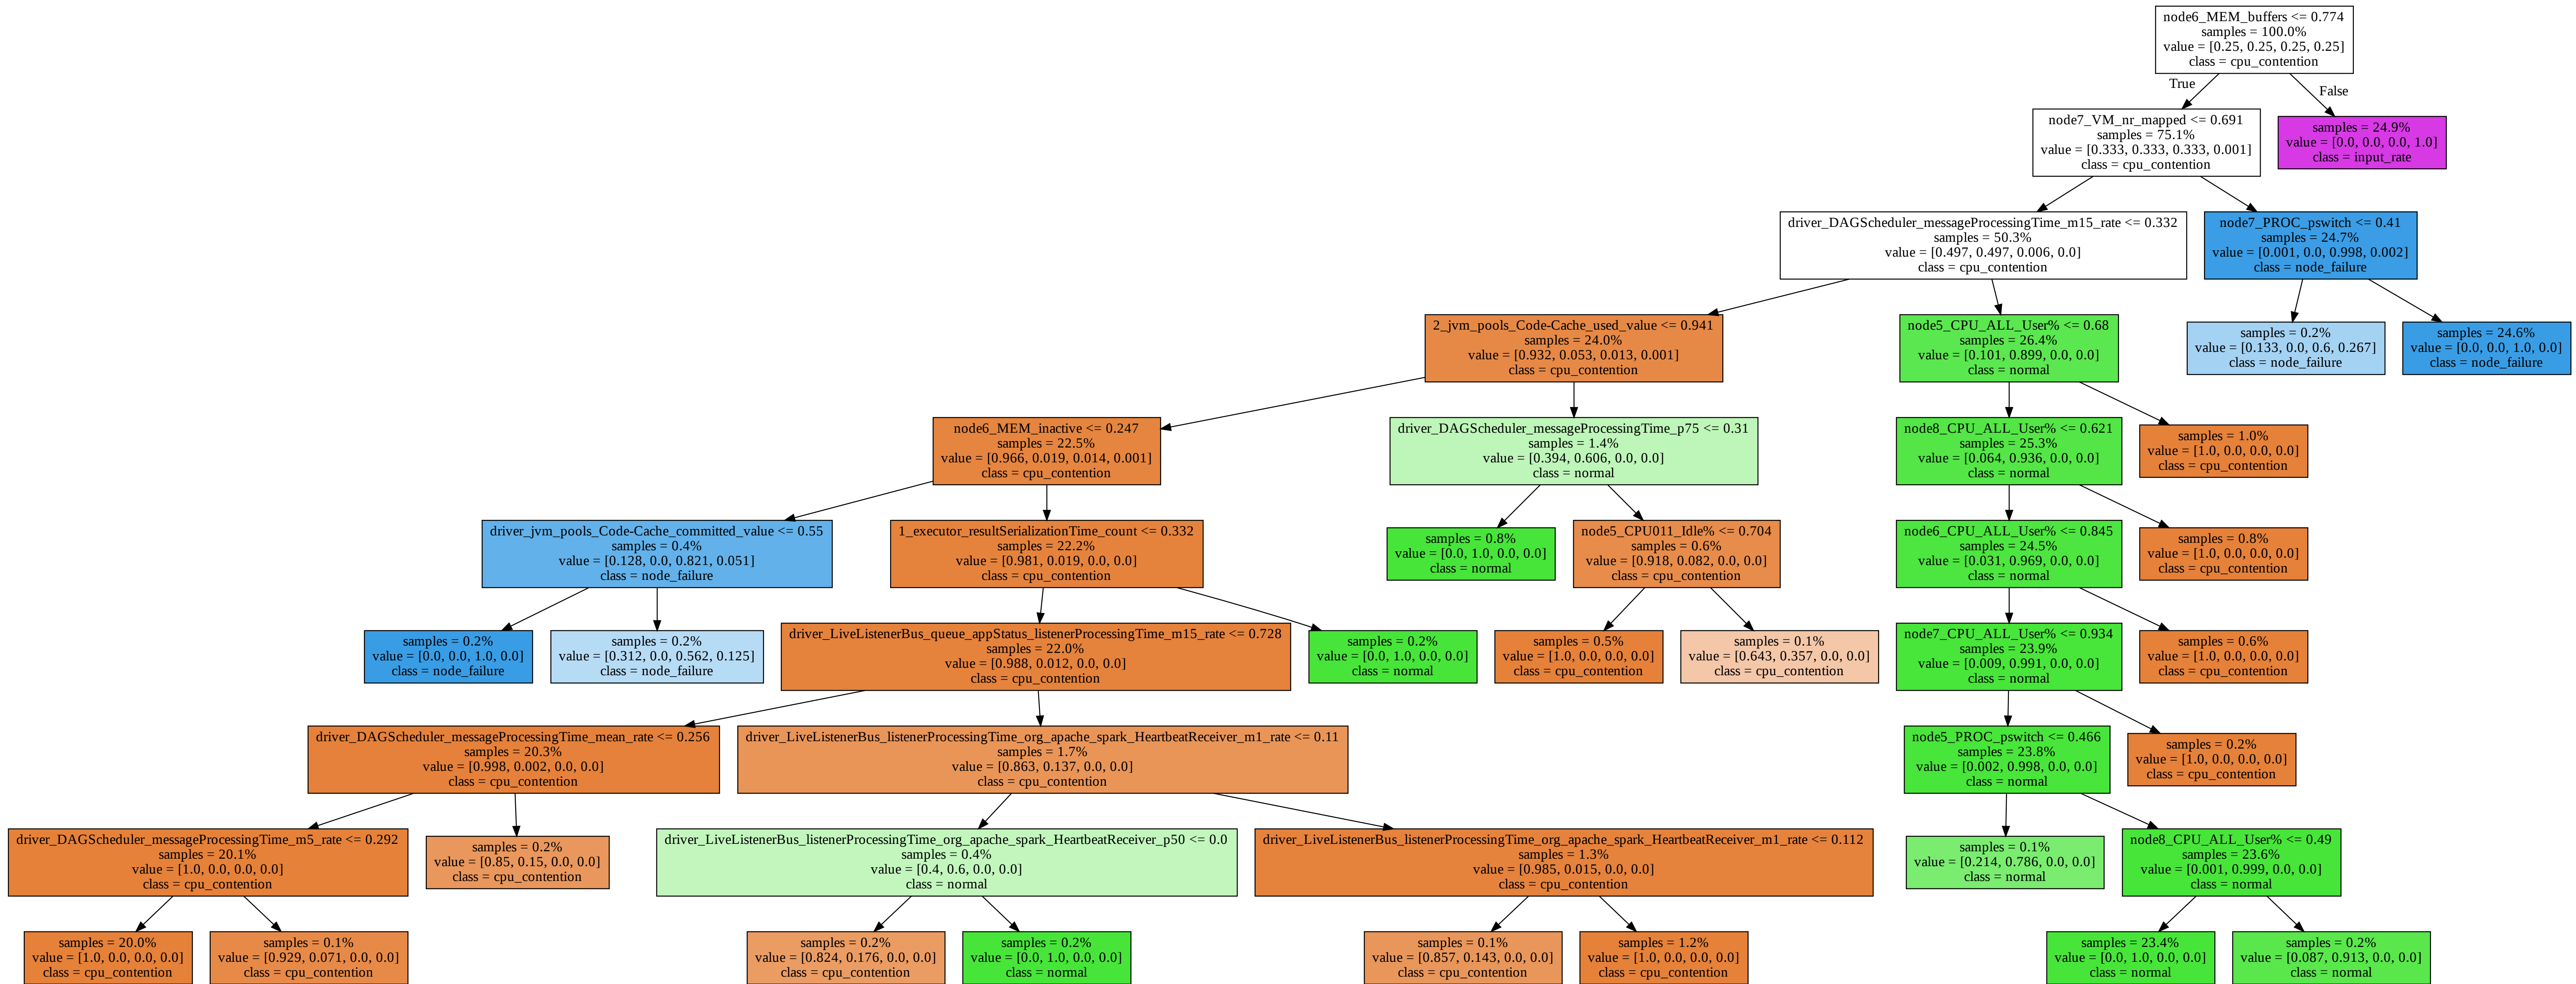 node6_MEM_buffers <= 0.774
samples = 100.0%
value = [0.25, 0.25, 0.25, 0.25]
class = cpu_contention
True
False
node7_VM_nr_mapped <= 0.691
samples = 75.1%
value = [0.333, 0.333, 0.333, 0.001]
class = cpu_contention
samples = 24.9%
value = [0.0, 0.0, 0.0, 1.0]
class = input_rate
driver_DAGScheduler_messageProcessingTime_m15_rate <= 0.332
samples = 50.3%
value = [0.497, 0.497, 0.006, 0.0]
class = cpu_contention
node7_PROC_pswitch <= 0.41
samples = 24.7%
value = [0.001, 0.0, 0.998, 0.002]
class = node_failure
2_jvm_pools_Code-Cache_used_value <= 0.941
samples = 24.0%
value = [0.932, 0.053, 0.013, 0.001]
class = cpu_contention
node5_CPU_ALL_User% <= 0.68
samples = 26.4%
value = [0.101, 0.899, 0.0, 0.0]
class = normal
samples = 0.2%
value = [0.133, 0.0, 0.6, 0.267]
class = node_failure
samples = 24.6%
value = [0.0, 0.0, 1.0, 0.0]
class = node_failure
node6_MEM_inactive <= 0.247
samples = 22.5%
value = [0.966, 0.019, 0.014, 0.001]
class = cpu_contention
driver_DAGScheduler_messageProcessingTime_p75 <= 0.31
samples = 1.4%
value = [0.394, 0.606, 0.0, 0.0]
class = normal
node8_CPU_ALL_User% <= 0.621
samples = 25.3%
value = [0.064, 0.936, 0.0, 0.0]
class = normal
samples = 1.0%
value = [1.0, 0.0, 0.0, 0.0]
class = cpu_contention
driver_jvm_pools_Code-Cache_committed_value <= 0.55
samples = 0.4%
value = [0.128, 0.0, 0.821, 0.051]
class = node_failure
1_executor_resultSerializationTime_count <= 0.332
samples = 22.2%
value = [0.981, 0.019, 0.0, 0.0]
class = cpu_contention
samples = 0.8%
value = [0.0, 1.0, 0.0, 0.0]
class = normal
node5_CPU011_Idle% <= 0.704
samples = 0.6%
value = [0.918, 0.082, 0.0, 0.0]
class = cpu_contention
node6_CPU_ALL_User% <= 0.845
samples = 24.5%
value = [0.031, 0.969, 0.0, 0.0]
class = normal
samples = 0.8%
value = [1.0, 0.0, 0.0, 0.0]
class = cpu_contention
samples = 0.2%
value = [0.0, 0.0, 1.0, 0.0]
class = node_failure
samples = 0.2%
value = [0.312, 0.0, 0.562, 0.125]
class = node_failure
driver_LiveListenerBus_queue_appStatus_listenerProcessingTime_m15_rate <= 0.728
samples = 22.0%
value = [0.988, 0.012, 0.0, 0.0]
class = cpu_contention
samples = 0.2%
value = [0.0, 1.0, 0.0, 0.0]
class = normal
samples = 0.5%
value = [1.0, 0.0, 0.0, 0.0]
class = cpu_contention
samples = 0.1%
value = [0.643, 0.357, 0.0, 0.0]
class = cpu_contention
node7_CPU_ALL_User% <= 0.934
samples = 23.9%
value = [0.009, 0.991, 0.0, 0.0]
class = normal
samples = 0.6%
value = [1.0, 0.0, 0.0, 0.0]
class = cpu_contention
driver_DAGScheduler_messageProcessingTime_mean_rate <= 0.256
samples = 20.3%
value = [0.998, 0.002, 0.0, 0.0]
class = cpu_contention
driver_LiveListenerBus_listenerProcessingTime_org_apache_spark_HeartbeatReceiver_m1_rate <= 0.11
samples = 1.7%
value = [0.863, 0.137, 0.0, 0.0]
class = cpu_contention
node5_PROC_pswitch <= 0.466
samples = 23.8%
value = [0.002, 0.998, 0.0, 0.0]
class = normal
samples = 0.2%
value = [1.0, 0.0, 0.0, 0.0]
class = cpu_contention
driver_DAGScheduler_messageProcessingTime_m5_rate <= 0.292
samples = 20.1%
value = [1.0, 0.0, 0.0, 0.0]
class = cpu_contention
samples = 0.2%
value = [0.85, 0.15, 0.0, 0.0]
class = cpu_contention
driver_LiveListenerBus_listenerProcessingTime_org_apache_spark_HeartbeatReceiver_p50 <= 0.0
samples = 0.4%
value = [0.4, 0.6, 0.0, 0.0]
class = normal
driver_LiveListenerBus_listenerProcessingTime_org_apache_spark_HeartbeatReceiver_m1_rate <= 0.112
samples = 1.3%
value = [0.985, 0.015, 0.0, 0.0]
class = cpu_contention
samples = 0.1%
value = [0.214, 0.786, 0.0, 0.0]
class = normal
node8_CPU_ALL_User% <= 0.49
samples = 23.6%
value = [0.001, 0.999, 0.0, 0.0]
class = normal
samples = 20.0%
value = [1.0, 0.0, 0.0, 0.0]
class = cpu_contention
samples = 0.1%
value = [0.929, 0.071, 0.0, 0.0]
class = cpu_contention
samples = 0.2%
value = [0.824, 0.176, 0.0, 0.0]
class = cpu_contention
samples = 0.2%
value = [0.0, 1.0, 0.0, 0.0]
class = normal
samples = 0.1%
value = [0.857, 0.143, 0.0, 0.0]
class = cpu_contention
samples = 1.2%
value = [1.0, 0.0, 0.0, 0.0]
class = cpu_contention
samples = 23.4%
value = [0.0, 1.0, 0.0, 0.0]
class = normal
samples = 0.2%
value = [0.087, 0.913, 0.0, 0.0]
class = normal